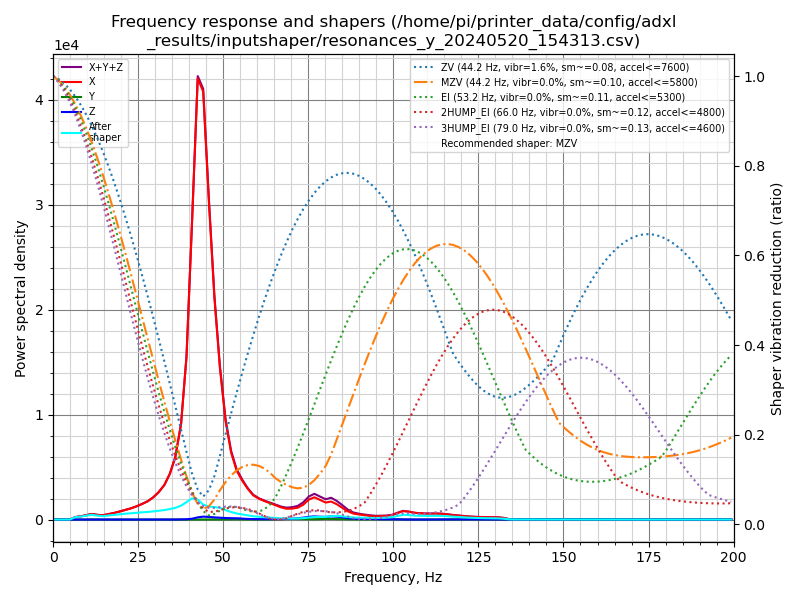 Frequency response and shapers (/home/pi/printer_data/config/adxl
_results/inputshaper/resonances_y_20240520_154313.csv)
1e4
X+Y+Z
X
Y
Z
After
shaper
ZV (44.2 Hz, vibr=1.6%, sm~=0.08, accel<=7600)
MZV (44.2 Hz, vibr=0.0%, sm~=0.10, accel<=5800)
EI (53.2 Hz, vibr=0.0%, sm~=0.11, accel<=5300)
2HUMP_EI (66.0 Hz, vibr=0.0%, sm~=0.12, accel<=4800)
3HUMP_EI (79.0 Hz, vibr=0.0%, sm~=0.13, accel<=4600)
Recommended shaper: MZV
Power spectral density
4
3
2
1
0
1.0
0.8
0.6
0.4
0.2
0.0
Shaper vibration reduction (ratio)
0 25 50 75 100 125 150 175 200
Frequency, Hz